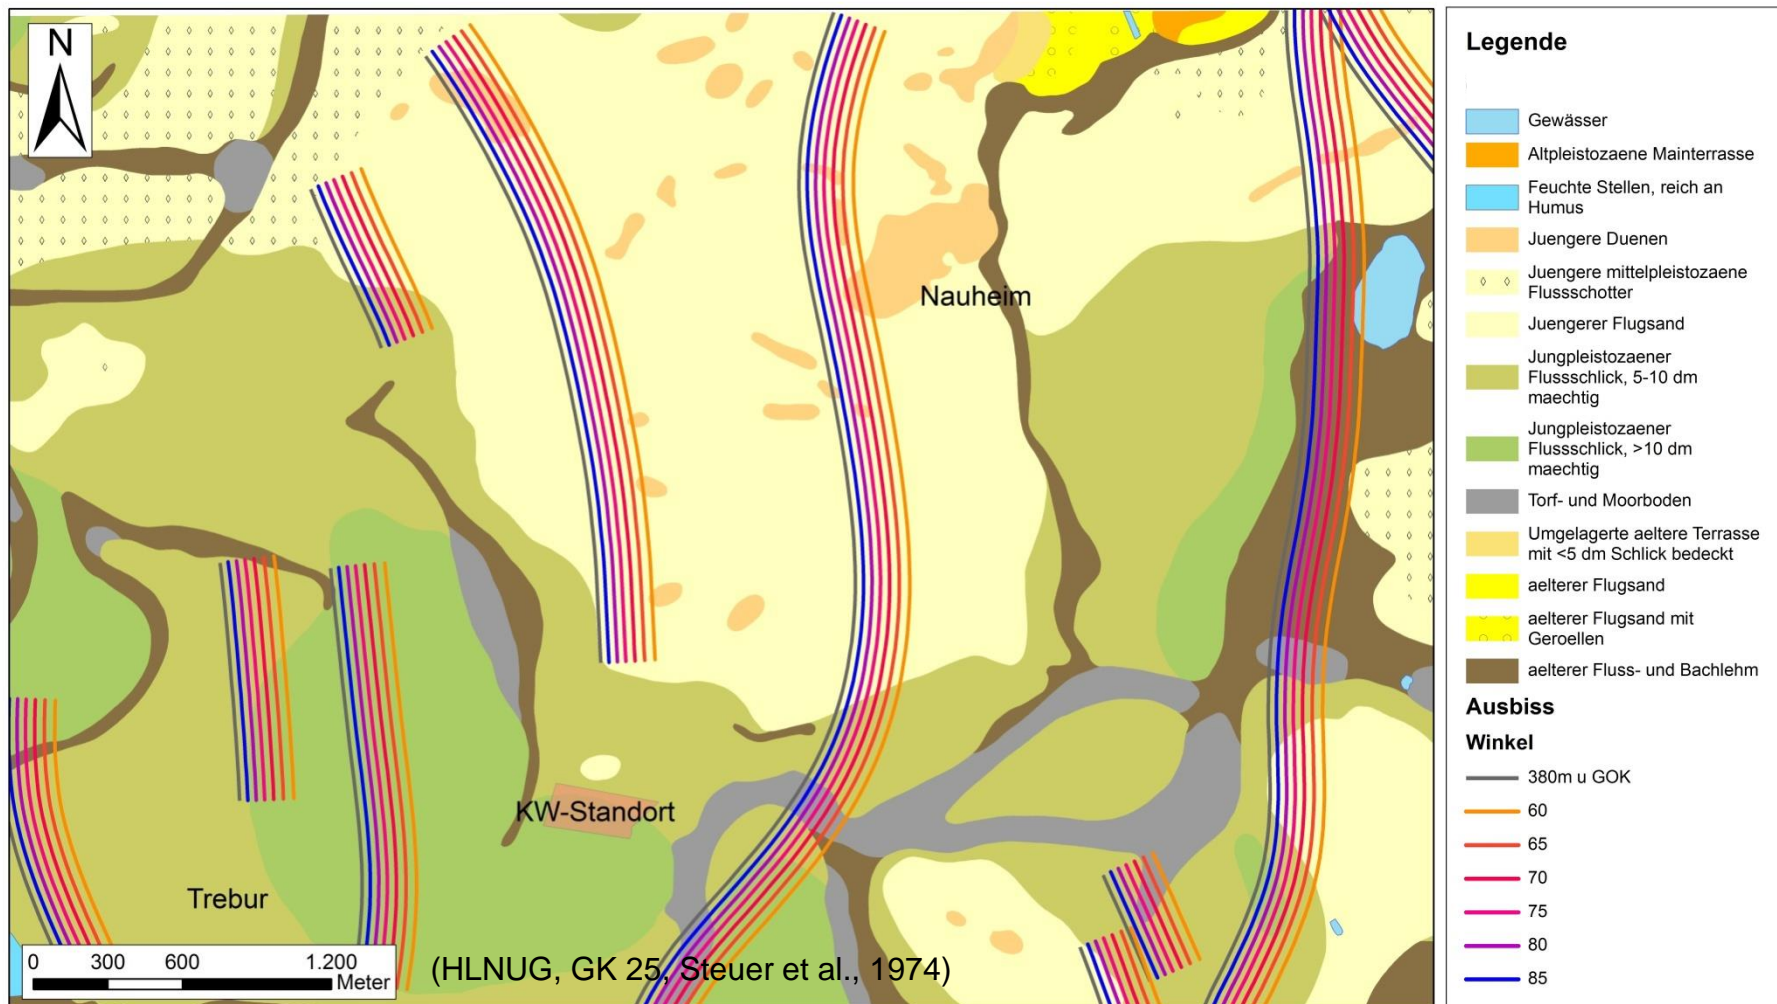 N
Nauheim
KW-Standort
Trebur
0 300 600 1.200
Meter
(HLNUG, GK 25, Steuer et al., 1974)
Legende
Gewässer
Altpleistozaene Mainterrasse
Feuchte Stellen, reich an
Humus
Juengere Duenen
Juengere mittelpleistozaene
Flussschotter
Juengerer Flugsand
Jungpleistozaener
Flussschlick, 5-10 dm
maechtig
Jungpleistozaener
Flussschlick, >10 dm
maechtig
Torf- und Moorboden
Umgelagerte aeltere Terrasse
mit <5 dm Schlick bedeckt
aelterer Flugsand
aelterer Flugsand mit
Geroellen
aelterer Fluss- und Bachlehm
Ausbiss
Winkel
380m u GOK
60
65
70
75
80
85